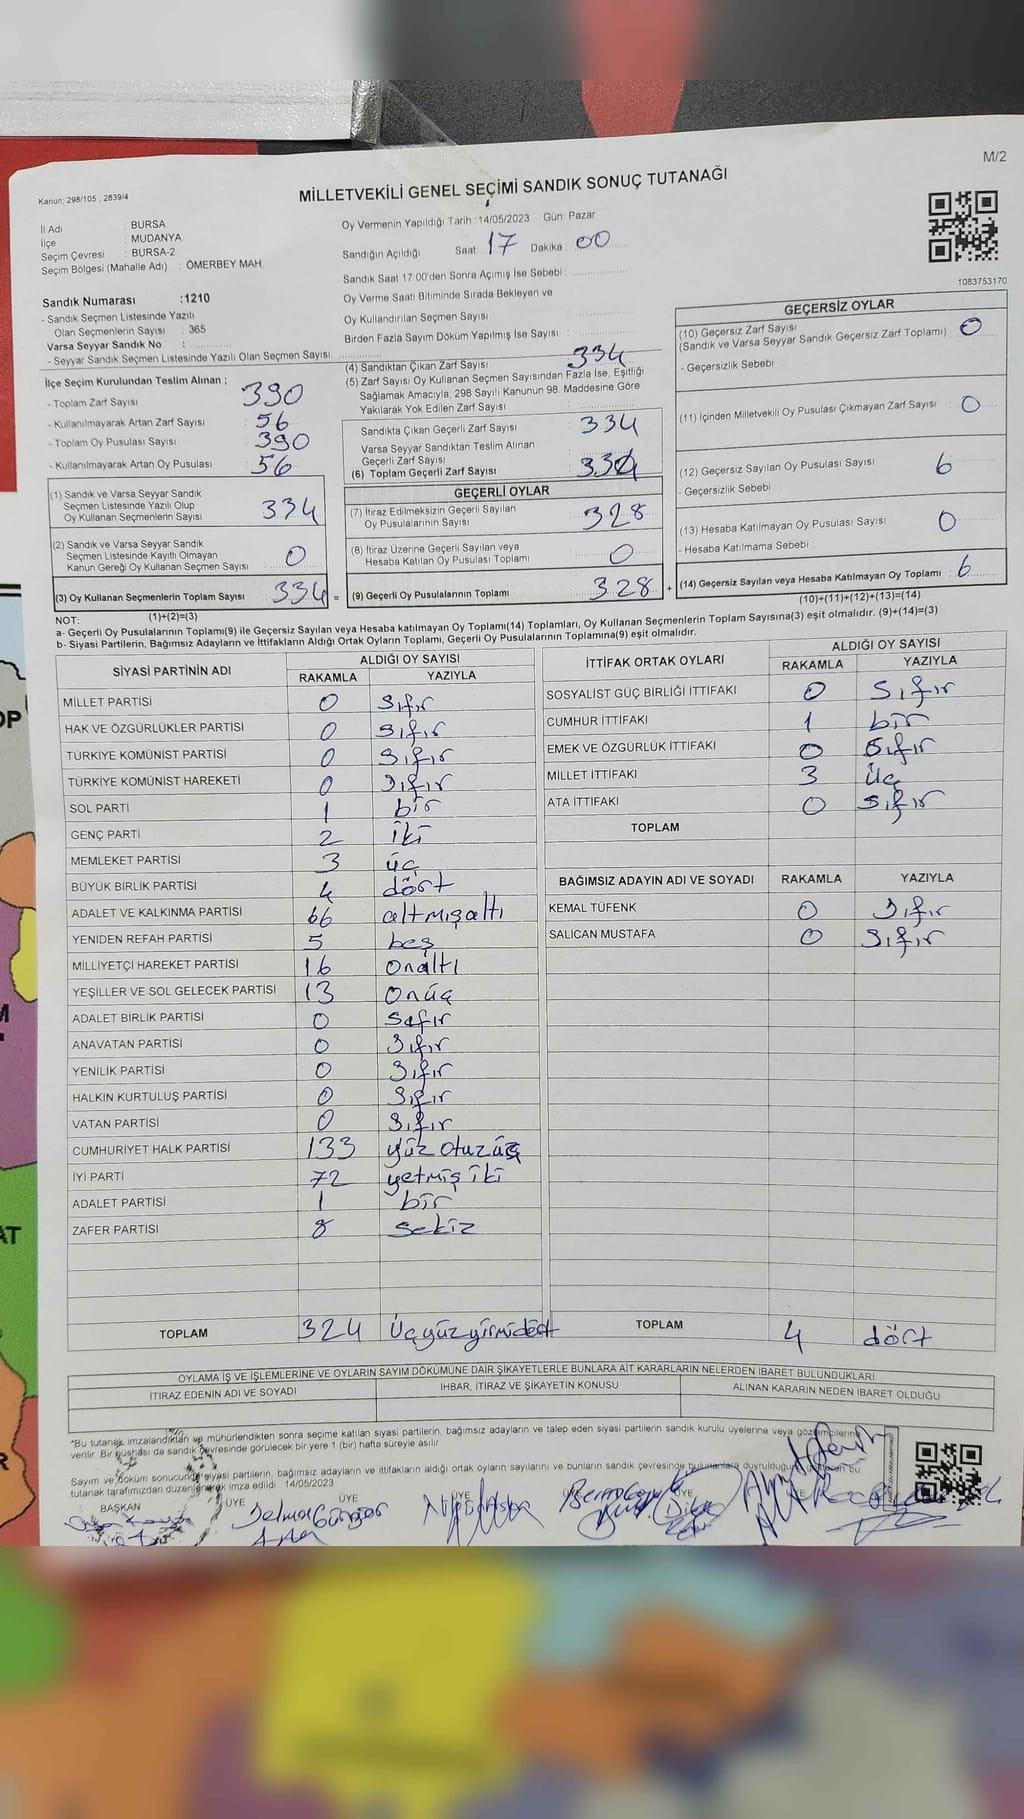 M/2
Kanun; 298/105 , 2839/4
MİLLETVEKİLİ GENEL SEÇİMİ SANDIK SONUÇ TUTANAĞI
İl Adı : BURSA
İlçe : MUDANYA
Seçim Çevresi : BURSA-2
Seçim Bölgesi (Mahalle Adı) : ÖMERBEY MAH.
Oy Vermenin Yapıldığı Tarih :14/05/2023 Gün: Pazar
Sandığın Açıldığı Saat: 17 Dakika : 00
Sandık Saat 17:00'den Sonra Açımış İse Sebebi :
Oy Verme Saati Bitiminde Sırada Bekleyen ve
Oy Kullandırılan Seçmen Sayısı :
Birden Fazla Sayım Döküm Yapılmış İse Sayısı :
1083753170
Sandık Numarası :1210
- Sandık Seçmen Listesinde Yazılı
Olan Seçmenlerin Sayısı : 365
Varsa Seyyar Sandık No :
- Seyyar Sandık Seçmen Listesinde Yazılı Olan Seçmen Sayısı
İlçe Seçim Kurulundan Teslim Alınan ;
- Toplam Zarf Sayısı 390
- Kullanılmayarak Artan Zarf Sayısı 56
- Toplam Oy Pusulası Sayısı 390
- Kullanılmayarak Artan Oy Pusulası 56
(1) Sandık ve Varsa Seyyar Sandık
Seçmen Listesinde Yazılı Olup
Oy Kullanan Seçmenlerin Sayısı 334
(2) Sandık ve Varsa Seyyar Sandık
Seçmen Listesinde Kayıtlı Olmayan
Kanun Gereği Oy Kullanan Seçmen Sayısı 0
(3) Oy Kullanan Seçmenlerin Toplam Sayısı 334 =
(1)+(2)=(3)
(4) Sandıktan Çıkan Zarf Sayısı 334
(5) Zarf Sayısı Oy Kullanan Seçmen Sayısından Fazla İse, Eşitliği
Sağlamak Amacıyla; 298 Sayılı Kanunun 98. Maddesine Göre
Yakılarak Yok Edilen Zarf Sayısı :
Sandıkta Çıkan Geçerli Zarf Sayısı : 334
Varsa Seyyar Sandıktan Teslim Alınan
Geçerli Zarf Sayısı :
(6) Toplam Geçerli Zarf Sayısı : 334
GEÇERLİ OYLAR
(7) İtiraz Edilmeksizin Geçerli Sayılan
Oy Pusulalarının Sayısı : 328
(8) İtiraz Üzerine Geçerli Sayılan veya
Hesaba Katılan Oy Pusulası Toplamı : 0
(9) Geçerli Oy Pusulalarının Toplamı : 328 +
GEÇERSİZ OYLAR
(10) Geçersiz Zarf Sayısı
(Sandık ve Varsa Seyyar Sandık Geçersiz Zarf Toplamı) : 0
- Geçersizlik Sebebi
(11) İçinden Milletvekili Oy Pusulası Çıkmayan Zarf Sayısı : 0
(12) Geçersiz Sayılan Oy Pusulası Sayısı : 6
- Geçersizlik Sebebi :
(13) Hesaba Katılmayan Oy Pusulası Sayısı : 0
- Hesaba Katılmama Sebebi :
(14) Geçersiz Sayılan veya Hesaba Katılmayan Oy Toplamı : 6
(10)+(11)+(12)+(13)=(14)
NOT:
a- Geçerli Oy Pusulalarının Toplamı(9) ile Geçersiz Sayılan veya Hesaba katılmayan Oy Toplamı(14) Toplamları, Oy Kullanan Seçmenlerin Toplam Sayısına(3) eşit olmalıdır. (9)+(14)=(3)
b- Siyasi Partilerin, Bağımsız Adayların ve İttifakların Aldığı Ortak Oyların Toplamı, Geçerli Oy Pusulalarının Toplamına(9) eşit olmalıdır.
SİYASİ PARTİNİN ADI ALDIĞI OY SAYISI
RAKAMLA YAZIYLA
MİLLET PARTİSİ 0 sıfır
HAK VE ÖZGÜRLÜKLER PARTİSİ 0 sıfır
TÜRKİYE KOMÜNİST PARTİSİ 0 sıfır
TÜRKİYE KOMÜNİST HAREKETİ 0 sıfır
SOL PARTİ 1 bir
GENÇ PARTİ 2 iki
MEMLEKET PARTİSİ 3 üç
BÜYÜK BİRLİK PARTİSİ 4 dört
ADALET VE KALKINMA PARTİSİ 66 altmışaltı
YENİDEN REFAH PARTİSİ 5 beş
MİLLİYETÇİ HAREKET PARTİSİ 16 onaltı
YEŞİLLER VE SOL GELECEK PARTİSİ 13 onüç
ADALET BİRLİK PARTİSİ 0 safır
ANAVATAN PARTİSİ 0 sıfır
YENİLİK PARTİSİ 0 sıfır
HALKIN KURTULUŞ PARTİSİ 0 sıfır
VATAN PARTİSİ 0 sıfır
CUMHURİYET HALK PARTİSİ 133 yüz otuzüç
İYİ PARTİ 72 yetmiş iki
ADALET PARTİSİ 1 bir
ZAFER PARTİSİ 8 sekiz
TOPLAM 324 üçyüzyirmidört
İTTİFAK ORTAK OYLARI ALDIĞI OY SAYISI
RAKAMLA YAZIYLA
SOSYALİST GÜÇ BİRLİĞİ İTTİFAKI 0 sıfır
CUMHUR İTTİFAKI 1 bir
EMEK VE ÖZGÜRLÜK İTTİFAKI 0 sıfır
MİLLET İTTİFAKI 3 üç
ATA İTTİFAKI 0 sıfır
TOPLAM
BAĞIMSIZ ADAYIN ADI VE SOYADI RAKAMLA YAZIYLA
KEMAL TÜFENK 0 sıfır
SALİCAN MUSTAFA 0 sıfır
TOPLAM 4 dört
OYLAMA İŞ VE İŞLEMLERİNE VE OYLARIN SAYIM DÖKÜMÜNE DAİR ŞİKAYETLERLE BUNLARA AİT KARARLARIN NELERDEN İBARET BULUNDUKLARI
İTİRAZ EDENİN ADI VE SOYADI İHBAR, İTİRAZ VE ŞİKAYETİN KONUSU ALINAN KARARIN NEDEN İBARET OLDUĞU
*Bu tutanak imzalandıktan ve mühürlendikten sonra seçime katılan siyasi partilerin, bağımsız adayların ve talep eden siyasi partilerin sandık kurulu üyelerine veya gözlemcilerine
verilir. Bir nüshası da sandık çevresinde görülecek bir yere 1 (bir) hafta süreyle asılır.
Sayım ve döküm sonucunda siyasi partilerin, bağımsız adayların ve ittifakların aldığı ortak oyların sayılarını ve bunların sandık çevresinde bulunanlara duyrulduğunu bu
tutanak tarafımızdan düzenlenerek imza edildi. 14/05/2023
BAŞKAN ÜYE ÜYE ÜYE ÜYE ÜYE ÜYE
Selma Güngör